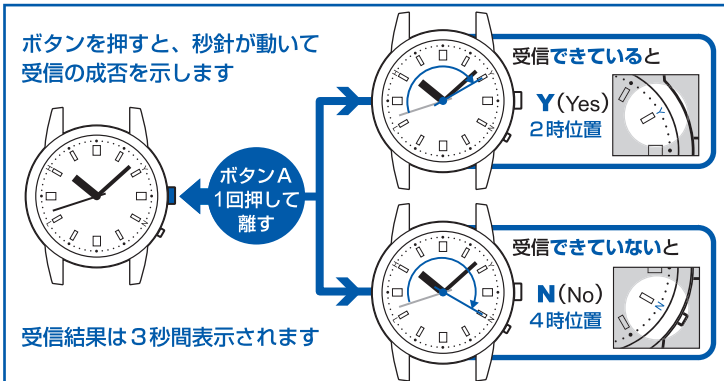 ボタンを押すと、秒針が動いて
受信の成否を示します
ボタンA
1回押して
離す
受信結果は3秒間表示されます
受信できていると
Y(Yes)
2時位置
受信できていないと
N(No)
4時位置